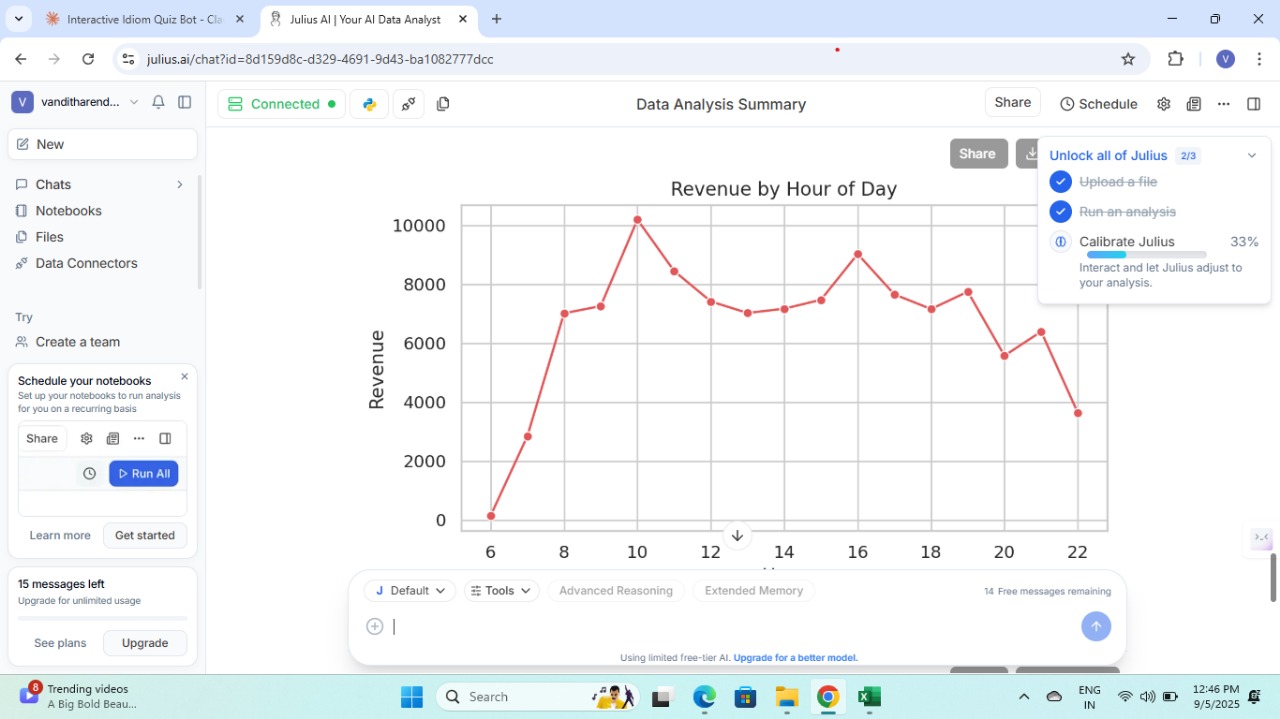 Interactive Idiom Quiz Bot - Cla
Julius AI | Your AI Data Analyst
julius.ai/chat?id=8d159d8c-d329-4691-9d43-ba1082777dcc
V
V
vanditharend...
Connected
Data Analysis Summary
Share
Schedule
New
Chats
Notebooks
Files
Data Connectors
Try
Create a team
Schedule your notebooks
Set up your notebooks to run analysis
for you on a recurring basis
Share
Run All
Learn more
Get started
15 messages left
Upgrade for unlimited usage
See plans
Upgrade
Share
Unlock all of Julius 2/3
Upload a file
Run an analysis
Calibrate Julius 33%
Interact and let Julius adjust to
your analysis.
Revenue by Hour of Day
Revenue
10000
8000
6000
4000
2000
0
6 8 10 12 14 16 18 20 22
J Default
Tools
Advanced Reasoning
Extended Memory
14 Free messages remaining
Using limited free-tier AI. Upgrade for a better model.
8
Trending videos
A Big Bold Beau...
Search
ENG
IN
12:46 PM
9/5/2025